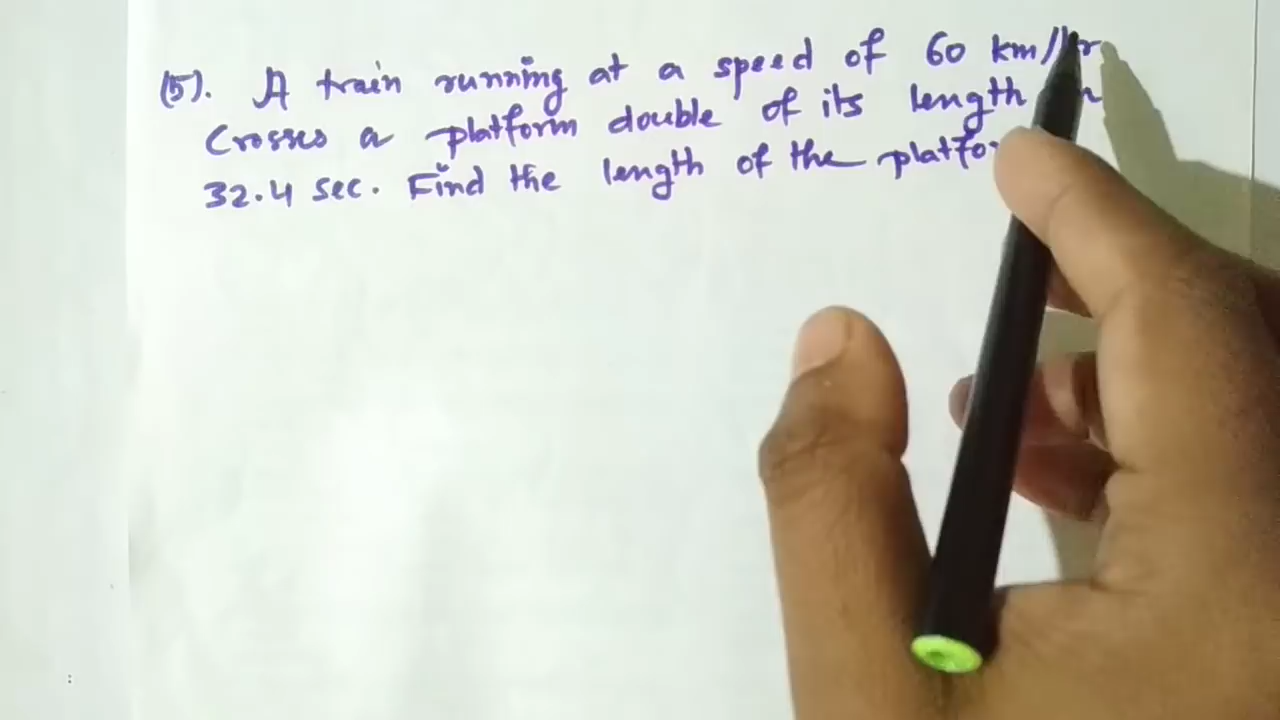 (5). A train running at a speed of 60 km/hr
Crosses a platform double of its length
32.4 sec. Find the length of the